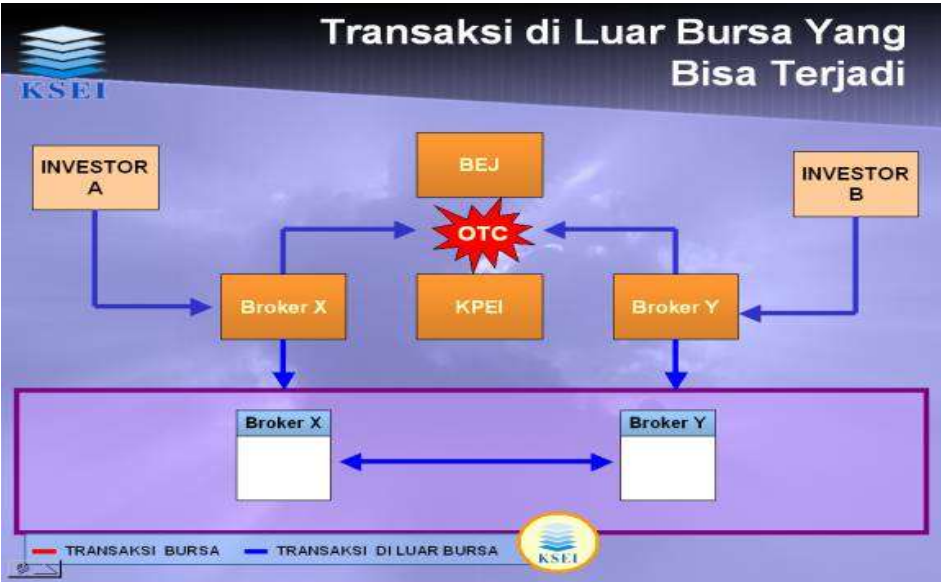 Transaksi di Luar Bursa Yang
Bisa Terjadi
KSEI
INVESTOR
A
BEJ
INVESTOR
B
OTC
Broker X
KPEI
Broker Y
Broker X
Broker Y
TRANSAKSI BURSA
TRANSAKSI DI LUAR BURSA
KSEI